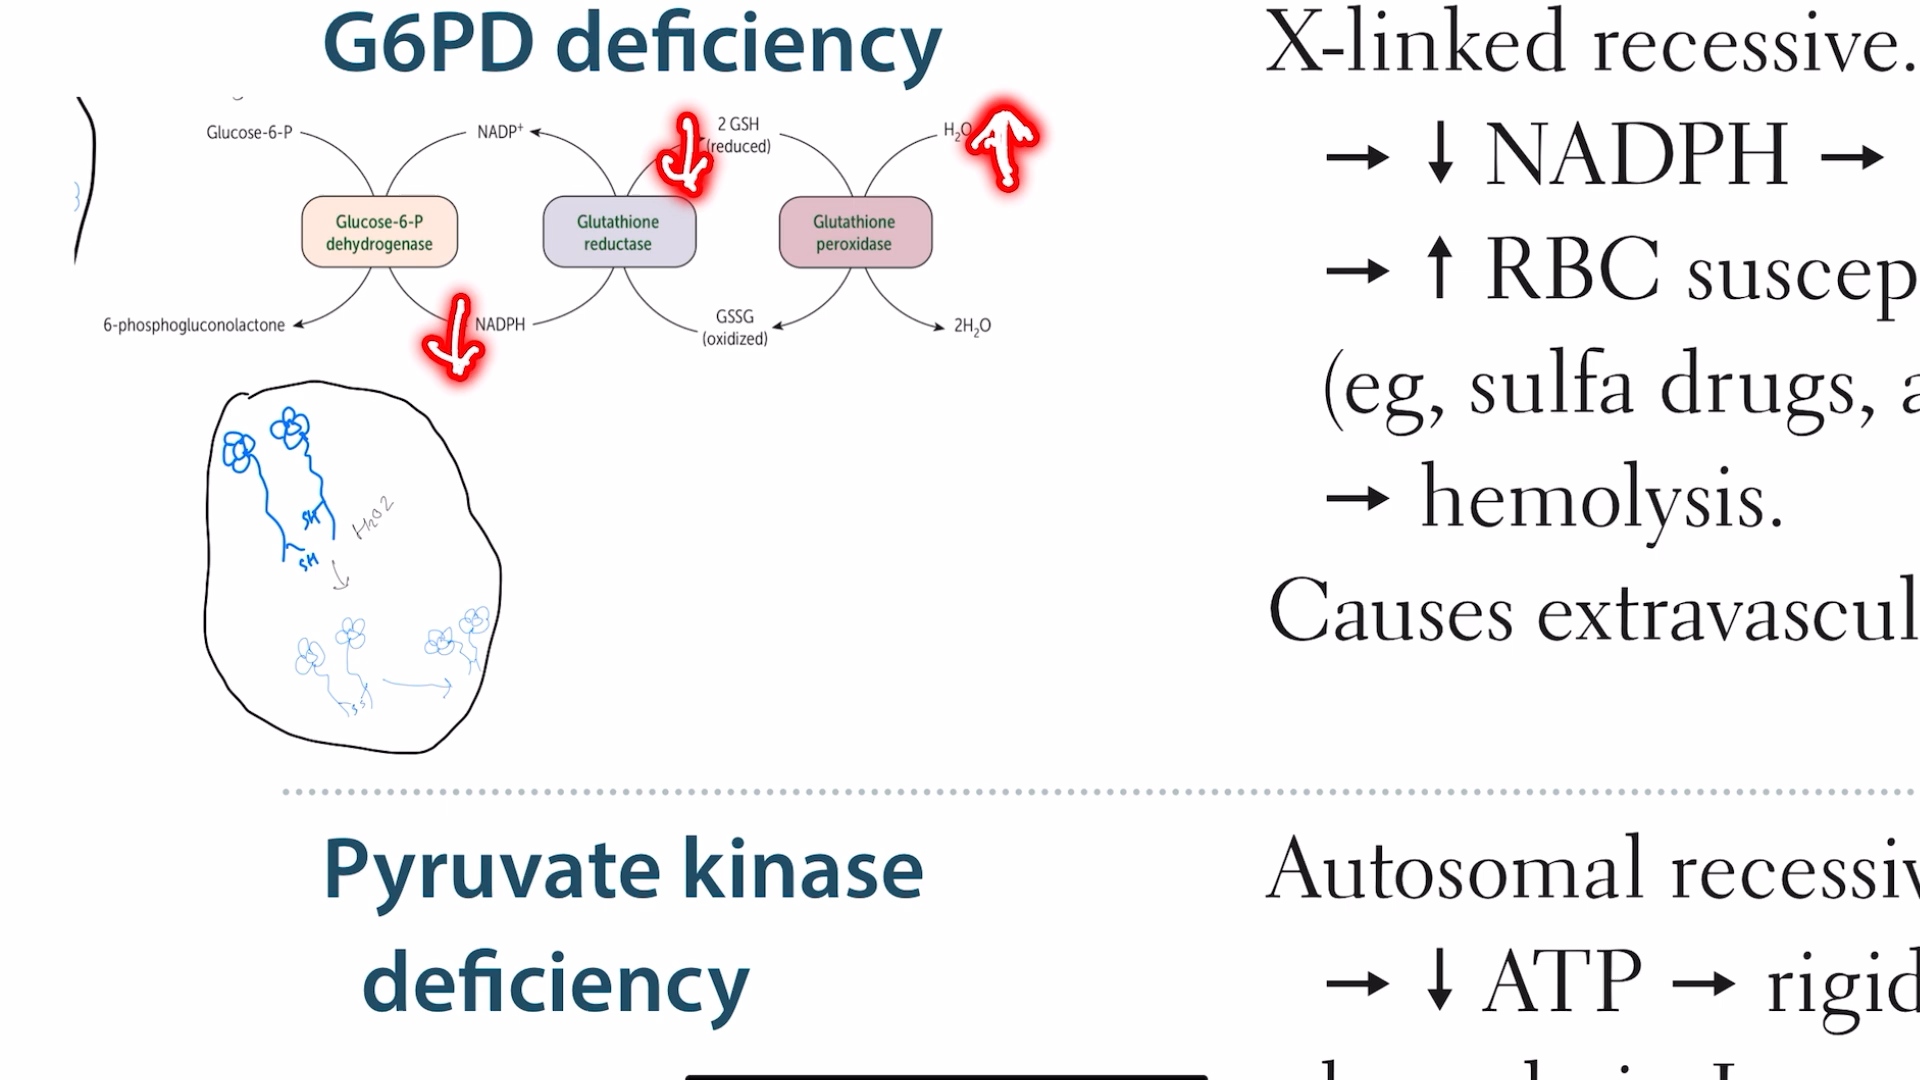 G6PD deficiency
X-linked recessive.
Glucose-6-P
NADP⁺
2 GSH
(reduced)
H₂O
→ ↓ NADPH →
Glucose-6-P
dehydrogenase
Glutathione
reductase
Glutathione
peroxidase
→ ↑ RBC suscep
6-phosphogluconolactone
NADPH
GSSG
(oxidized)
2H₂O
(eg, sulfa drugs, a
→ hemolysis.
SH
H2O2
SH
Causes extravascul
S S
Pyruvate kinase
deficiency
Autosomal recessiv
→ ↓ ATP → rigid